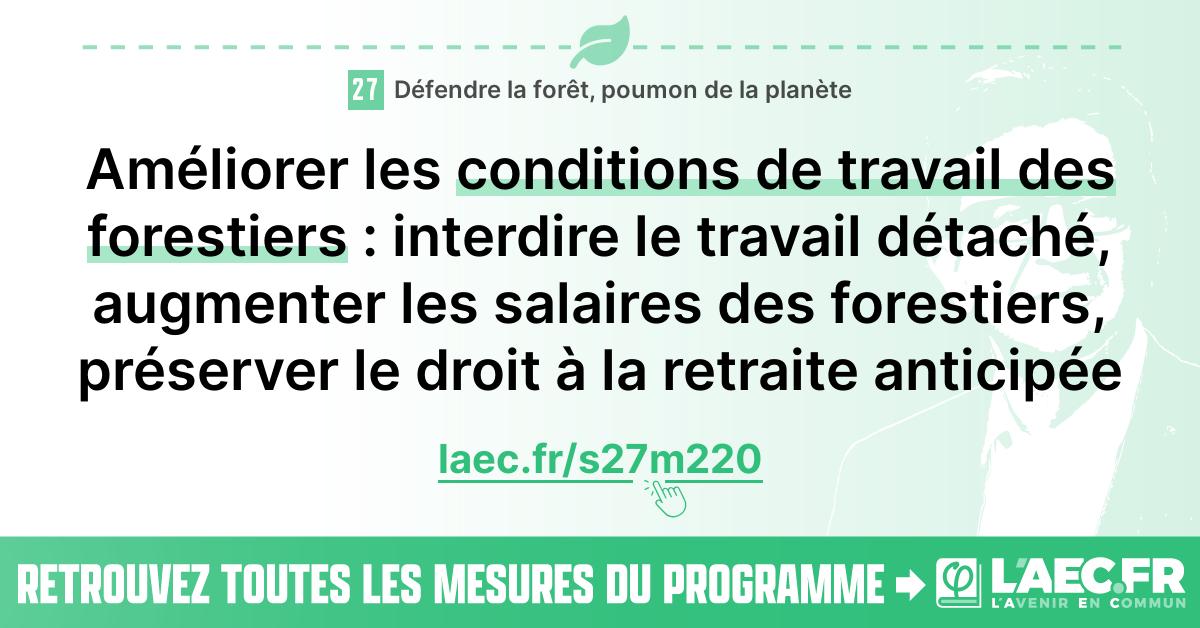 27 Défendre la forêt, poumon de la planète
Améliorer les conditions de travail des
forestiers : interdire le travail détaché,
augmenter les salaires des forestiers,
préserver le droit à la retraite anticipée
laec.fr/s27m220
RETROUVEZ TOUTES LES MESURES DU PROGRAMME → φ L'AEC.FR
L'AVENIR EN COMMUN